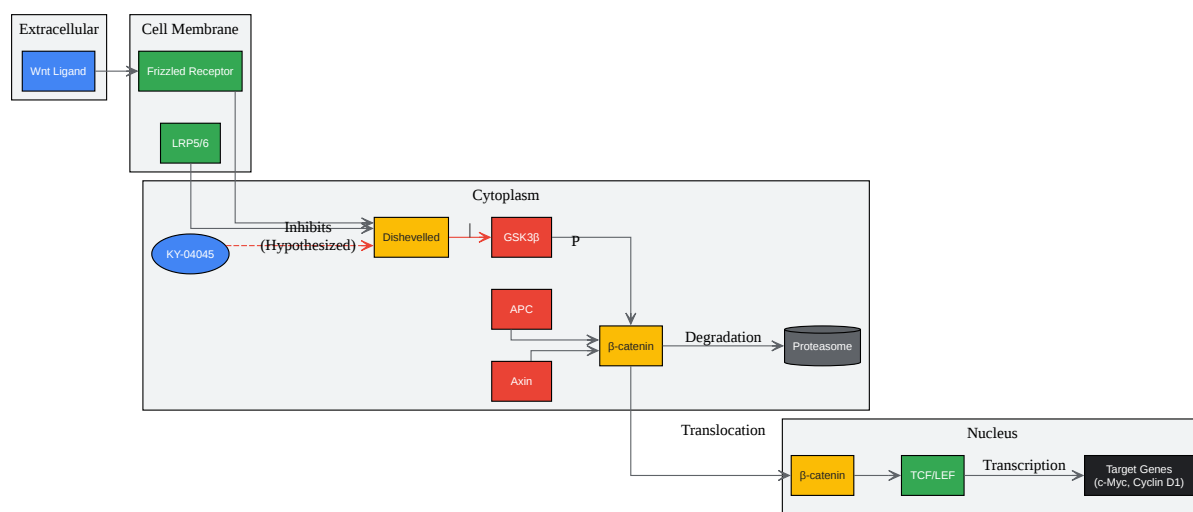 Extracellular
Wnt Ligand
Cell Membrane
Frizzled Receptor
LRP5/6
Cytoplasm
Inhibits
(Hypothesized)
KY-04045
Dishevelled
GSK3β
P
APC
Axin
β-catenin
Degradation
Proteasome
Translocation
Nucleus
β-catenin
TCF/LEF
Transcription
Target Genes
(c-Myc, Cyclin D1)